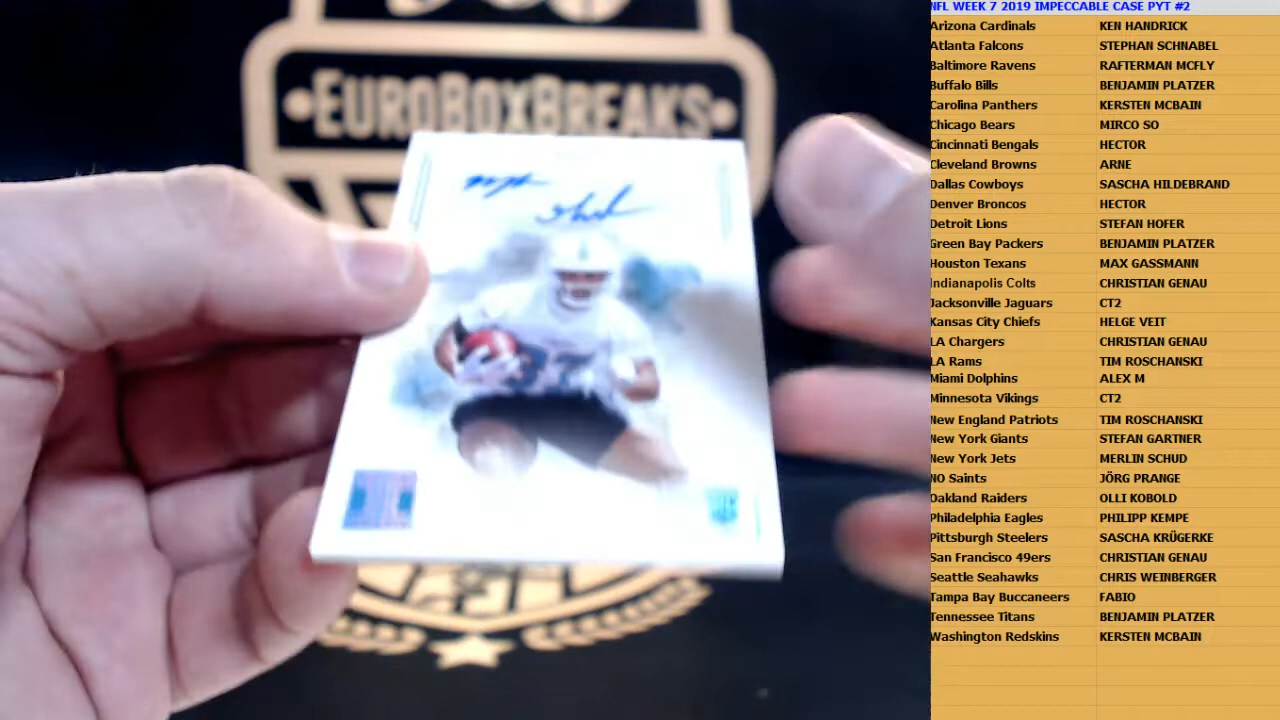 NFL WEEK 7 2019 IMPECCABLE CASE PYT #2
Arizona Cardinals KEN HANDRICK
Atlanta Falcons STEPHAN SCHNABEL
Baltimore Ravens RAFTERMAN MCFLY
Buffalo Bills BENJAMIN PLATZER
Carolina Panthers KERSTEN MCBAIN
Chicago Bears MIRCO SO
Cincinnati Bengals HECTOR
Cleveland Browns ARNE
Dallas Cowboys SASCHA HILDEBRAND
Denver Broncos HECTOR
Detroit Lions STEFAN HOFER
Green Bay Packers BENJAMIN PLATZER
Houston Texans MAX GASSMANN
Indianapolis Colts CHRISTIAN GENAU
Jacksonville Jaguars CT2
Kansas City Chiefs HELGE VEIT
LA Chargers CHRISTIAN GENAU
LA Rams TIM ROSCHANSKI
Miami Dolphins ALEX M
Minnesota Vikings CT2
New England Patriots TIM ROSCHANSKI
New York Giants STEFAN GARTNER
New York Jets MERLIN SCHUD
NO Saints JÖRG PRANGE
Oakland Raiders OLLI KOBOLD
Philadelphia Eagles PHILIPP KEMPE
Pittsburgh Steelers SASCHA KRÜGERKE
San Francisco 49ers CHRISTIAN GENAU
Seattle Seahawks CHRIS WEINBERGER
Tampa Bay Buccaneers FABIO
Tennessee Titans BENJAMIN PLATZER
Washington Redskins KERSTEN MCBAIN
EUROBOXBREAKS
37